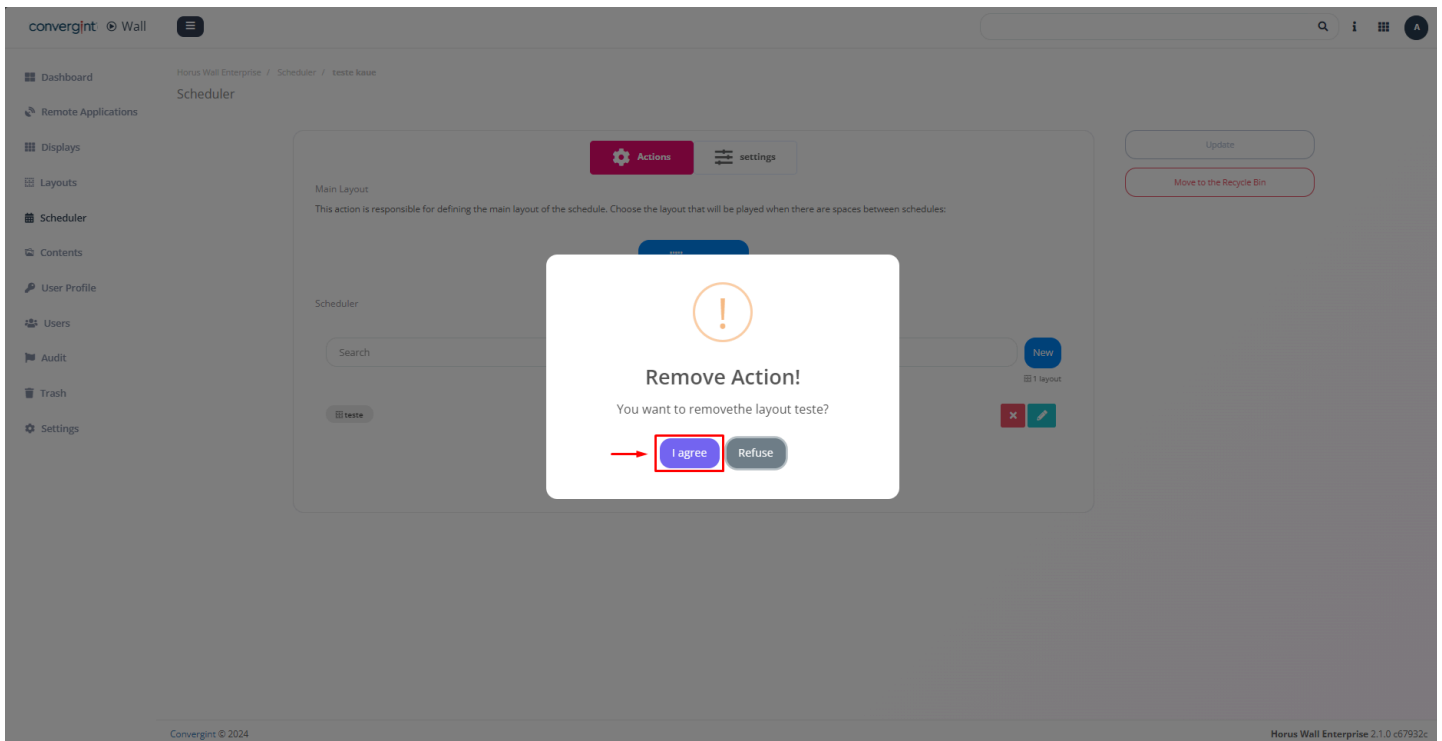 convergint Wall
A
Dashboard
Remote Applications
Displays
Layouts
Scheduler
Contents
User Profile
Users
Audit
Trash
Settings
Horus Wall Enterprise / Scheduler / teste kaue
Scheduler
Actions settings
Main Layout
This action is responsible for defining the main layout of the schedule. Choose the layout that will be played when there are spaces between schedules:
Scheduler
Search
New
1 layout
teste
Update
Move to the Recycle Bin
!
Remove Action!
You want to removethe layout teste?
I agree Refuse
Convergint © 2024
Horus Wall Enterprise 2.1.0 c67932c